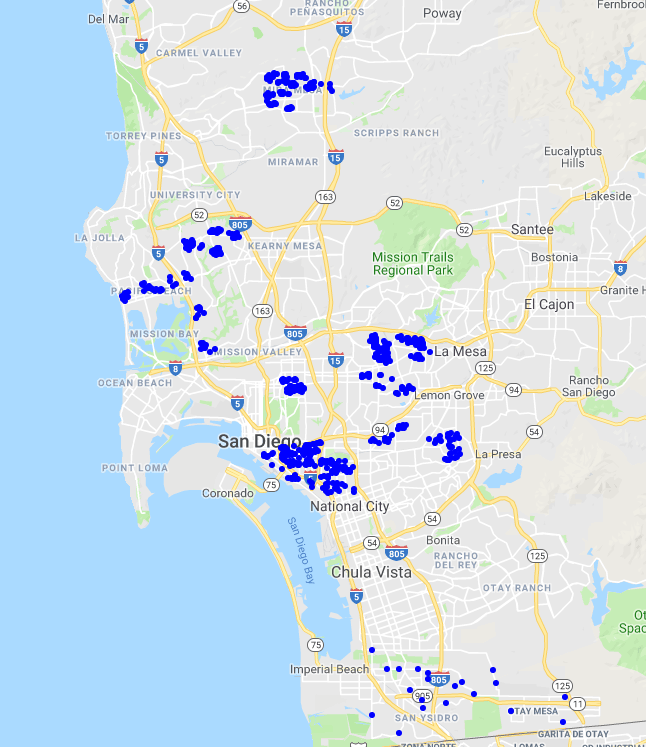 RANCHO
PEÑASQUITOS
Fernbrook
56
Poway
Del Mar
15
5
CARMEL VALLEY
TORREY PINES
SCRIPPS RANCH
5
MIRAMAR
15
Eucalyptus
Hills
UNIVERSITY CITY
163
52
Lakeside
52
805
52
Santee
LA JOLLA
KEARNY MESA
5
Mission Trails
Regional Park
Bostonia
8
Granite H
El Cajon
163
MISSION BAY
805
MISSION VALLEY
15
La Mesa
8
125
OCEAN BEACH
Rancho
San Diego
94
Lemon Grove
5
94
54
San Diego
La Presa
POINT LOMA
75
Coronado
National City
54
San Diego Bay
54
Bonita
805
125
RANCHO
DEL REY
Chula Vista
OTAY RANCH
5
Ot
Spac
75
Imperial Beach
805
125
905
11
TAY MESA
SAN YSIDRO
GARITA DE OTAY
ZONA NORTE
LOMAS